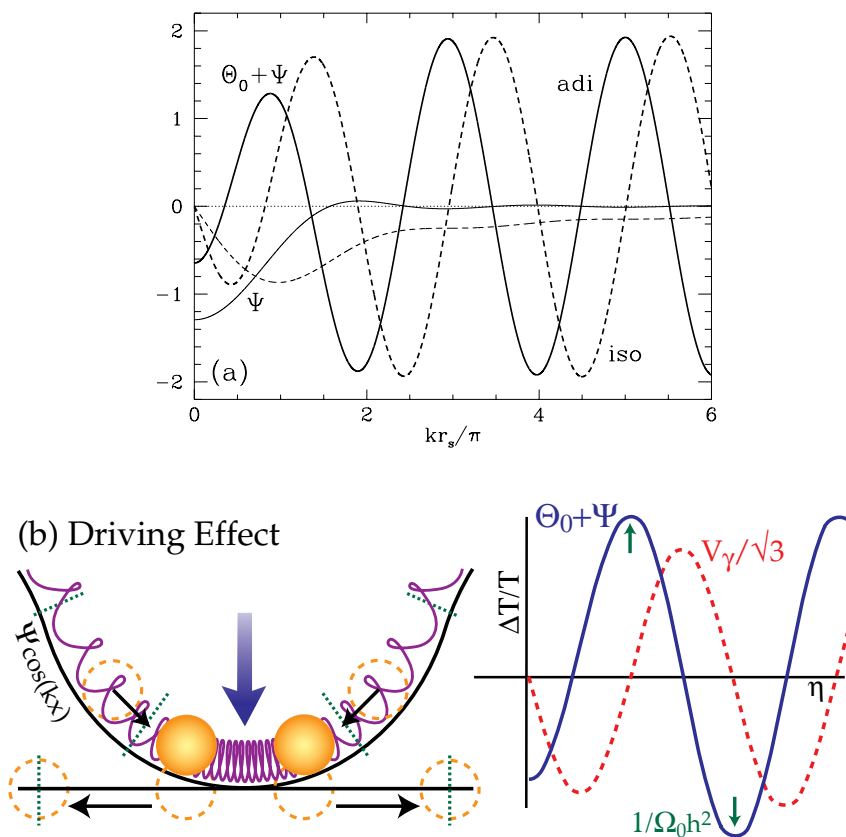 2
1
0
−1
−2
Θ₀+Ψ
adi
Ψ
iso
(a)
0
2
4
6
krₛ/π
(b) Driving Effect
Ψcos(kx)
Θ₀+Ψ
Vᵧ/√3
ΔT/T
η
1/Ω₀h²